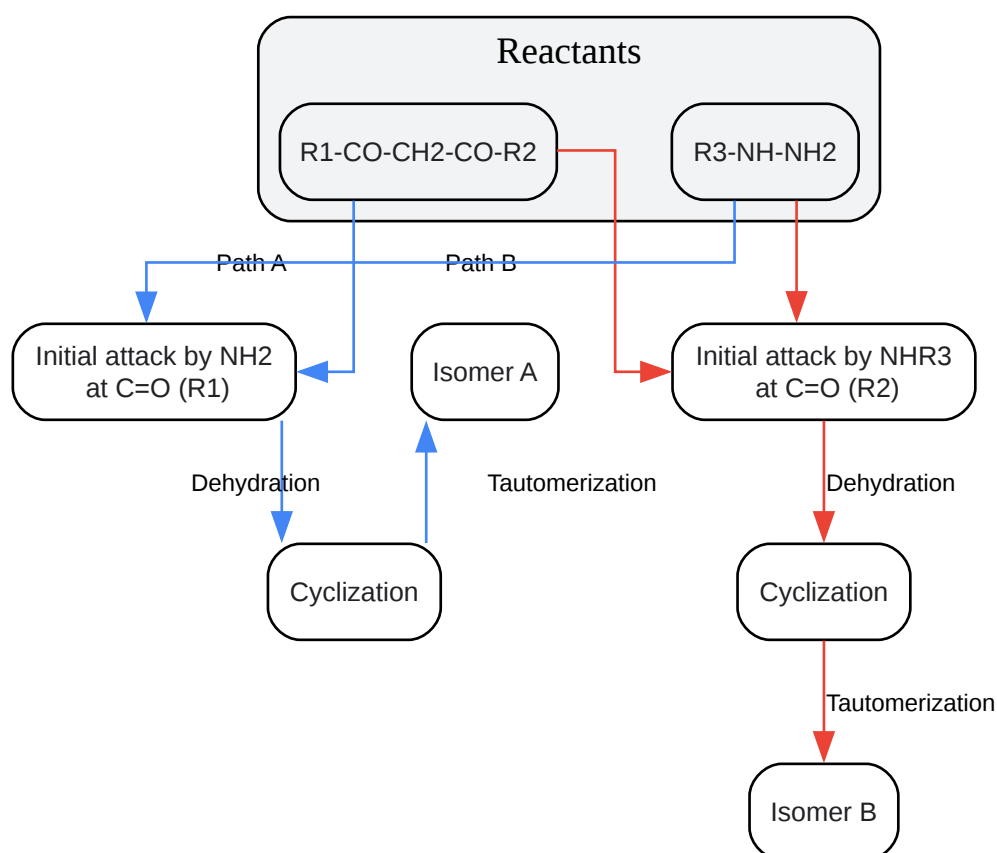 Reactants
R1-CO-CH2-CO-R2
R3-NH-NH2
Path A
Path B
Initial attack by NH2
at C=O (R1)
Isomer A
Initial attack by NHR3
at C=O (R2)
Dehydration
Tautomerization
Dehydration
Cyclization
Cyclization
Tautomerization
Isomer B